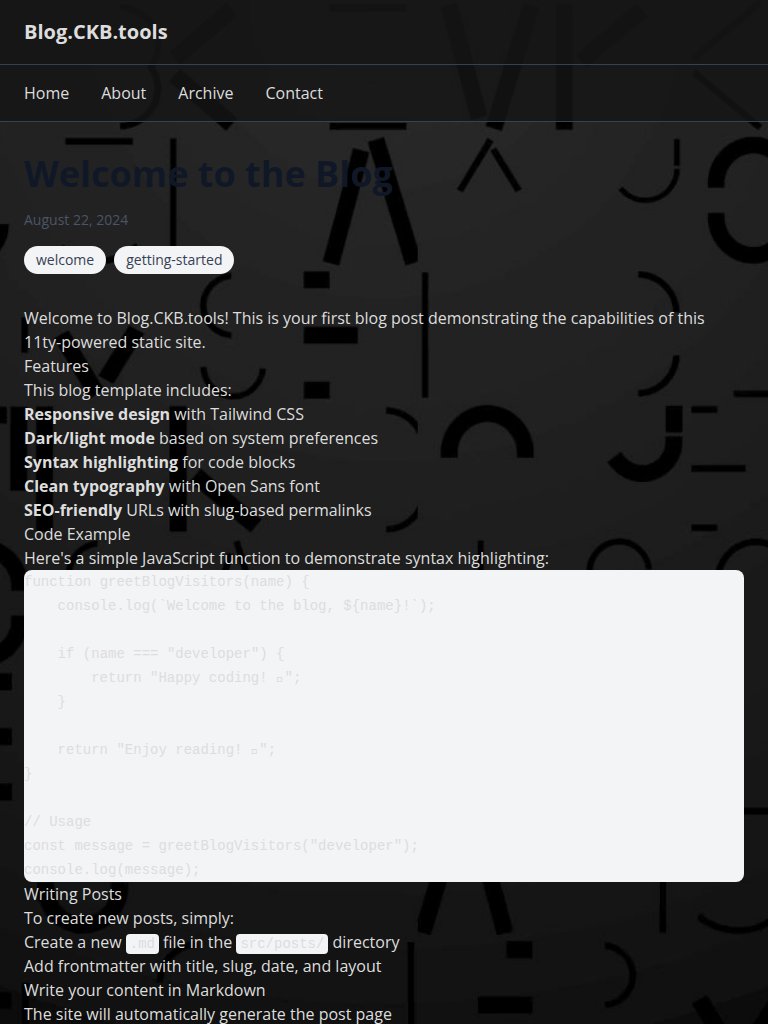 Blog.CKB.tools
Home About Archive Contact
Welcome to the Blog
August 22, 2024
welcome getting-started
Welcome to Blog.CKB.tools! This is your first blog post demonstrating the capabilities of this
11ty-powered static site.
Features
This blog template includes:
Responsive design with Tailwind CSS
Dark/light mode based on system preferences
Syntax highlighting for code blocks
Clean typography with Open Sans font
SEO-friendly URLs with slug-based permalinks
Code Example
Here's a simple JavaScript function to demonstrate syntax highlighting:
function greetBlogVisitors(name) {
    console.log(`Welcome to the blog, ${name}!`);
    if (name === "developer") {
        return "Happy coding! ";
    }
    return "Enjoy reading! ";
}
// Usage
const message = greetBlogVisitors("developer");
console.log(message);
Writing Posts
To create new posts, simply:
Create a new .md file in the src/posts/ directory
Add frontmatter with title, slug, date, and layout
Write your content in Markdown
The site will automatically generate the post page